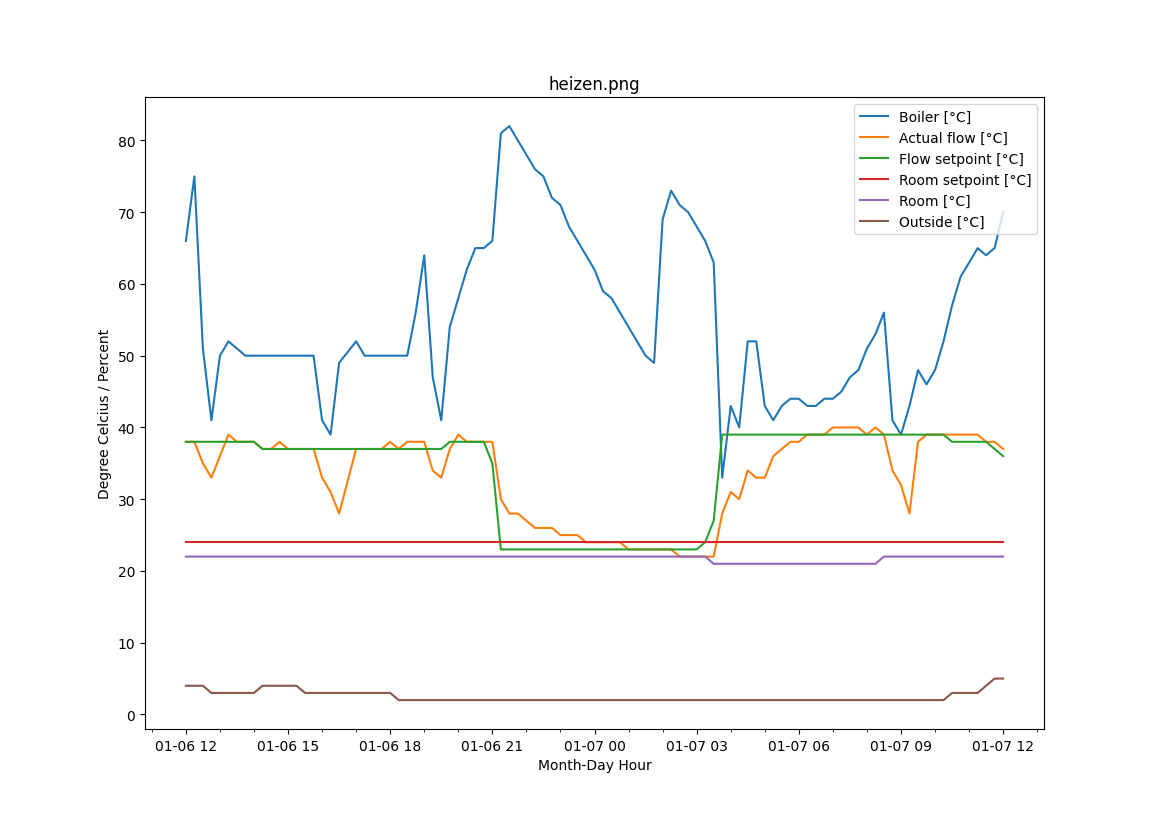 heizen.png
Boiler [°C]
Actual flow [°C]
Flow setpoint [°C]
Room setpoint [°C]
Room [°C]
Outside [°C]
Degree Celcius / Percent
80
70
60
50
40
30
20
10
0
01-06 12 01-06 15 01-06 18 01-06 21 01-07 00 01-07 03 01-07 06 01-07 09 01-07 12
Month-Day Hour